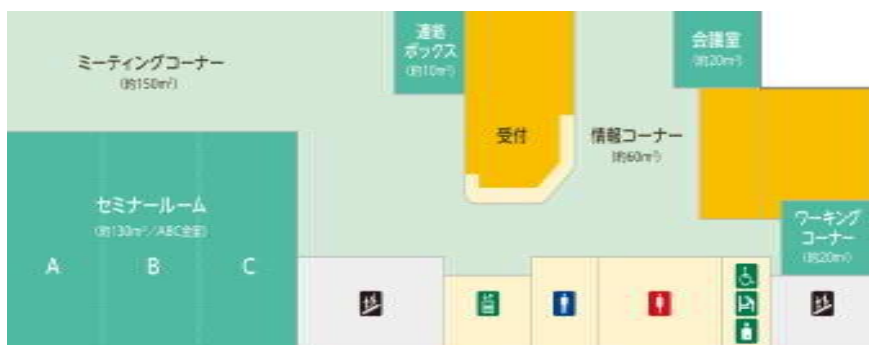 ミーティングコーナー
(約150m²)
連絡
ボックス
(約10m²)
受付
情報コーナー
(約60m²)
会議室
(約20m²)
セミナールーム
(約130m²/ABC全室)
A B C
ワーキング
コーナー
(約20m²)